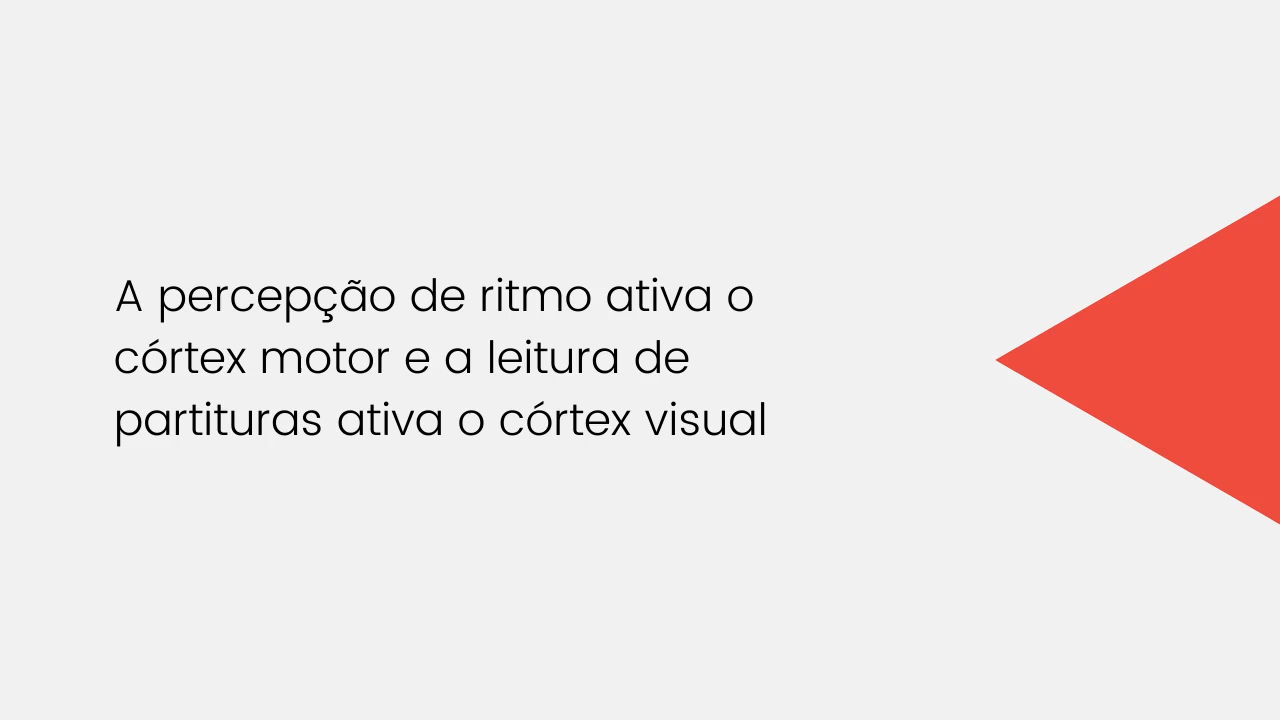 A percepção de ritmo ativa o
córtex motor e a leitura de
partituras ativa o córtex visual